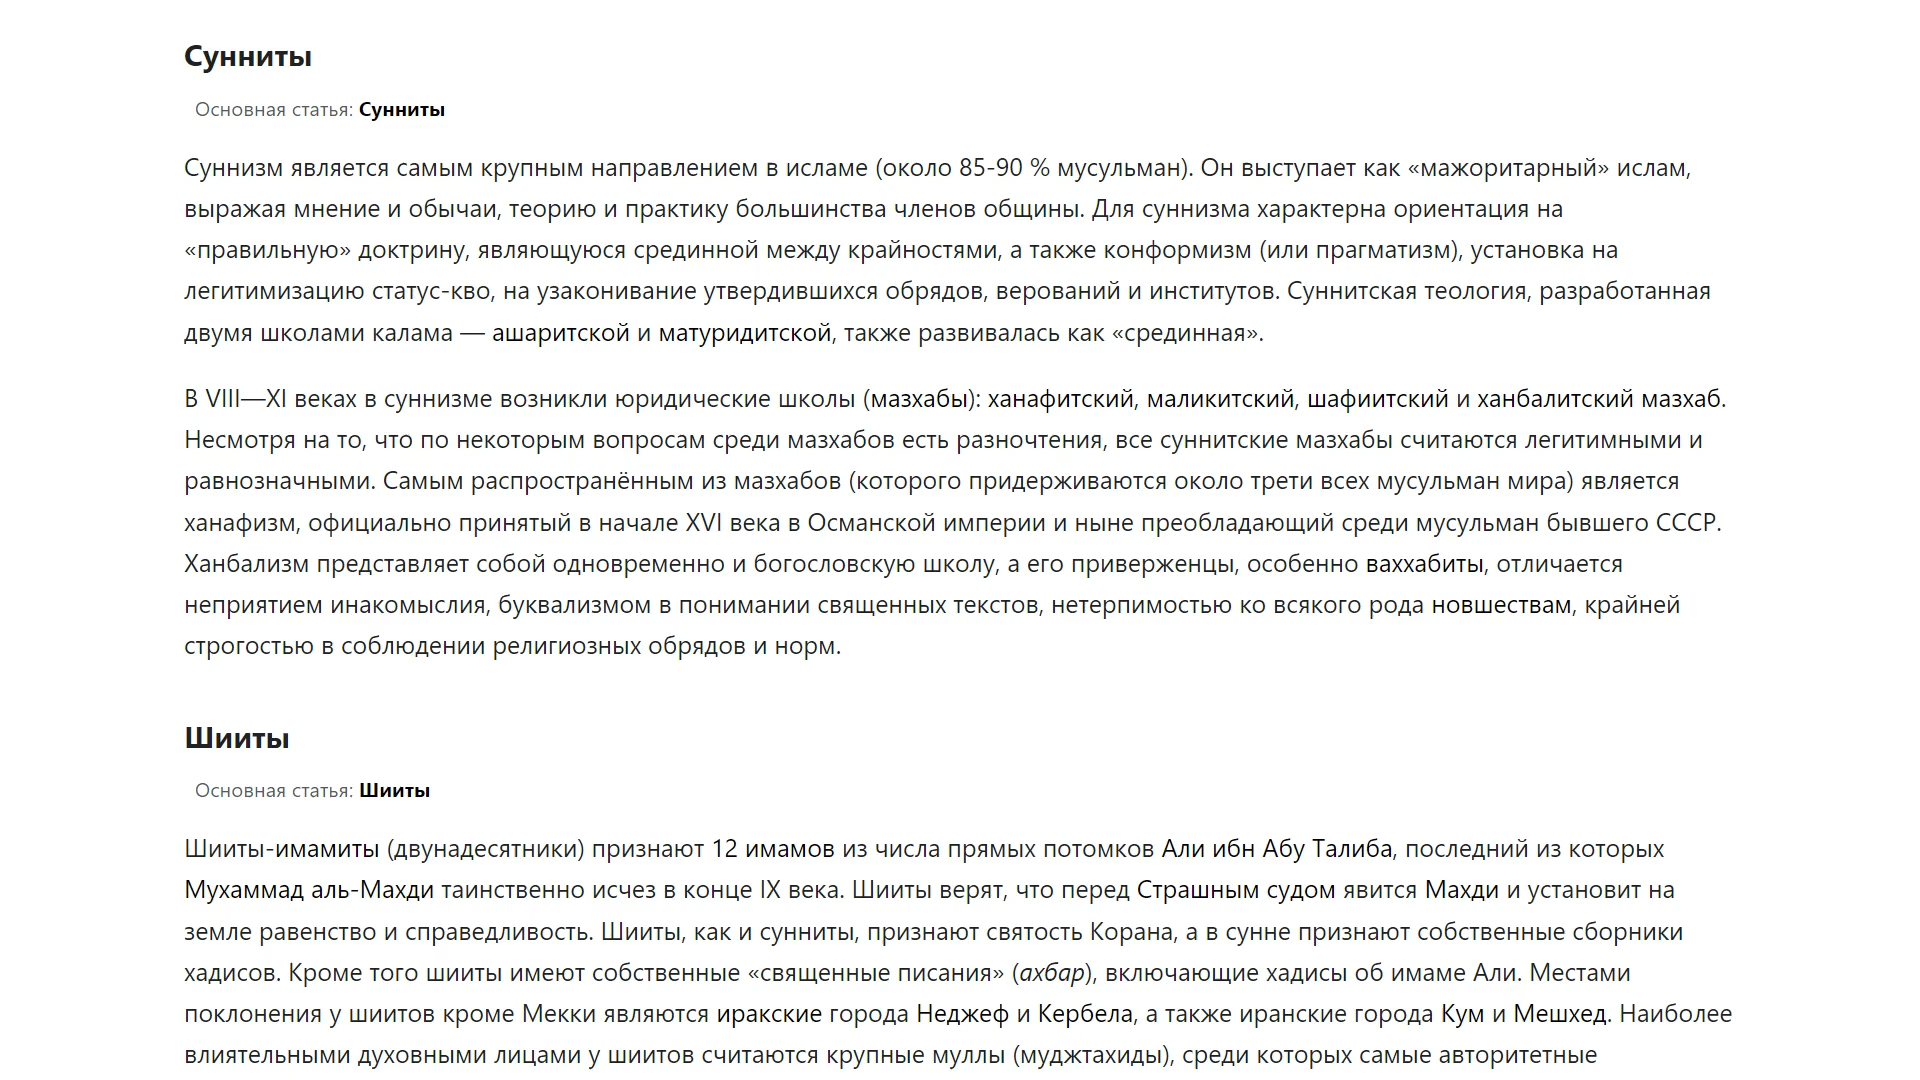 Сунниты
Основная статья: Сунниты
Суннизм является самым крупным направлением в исламе (около 85-90 % мусульман). Он выступает как «мажоритарный» ислам,
выражая мнение и обычаи, теорию и практику большинства членов общины. Для суннизма характерна ориентация на
«правильную» доктрину, являющуюся срединной между крайностями, а также конформизм (или прагматизм), установка на
легитимизацию статус-кво, на узаконивание утвердившихся обрядов, верований и институтов. Суннитская теология, разработанная
двумя школами калама — ашаритской и матуридитской, также развивалась как «срединная».
В VIII—XI веках в суннизме возникли юридические школы (мазхабы): ханафитский, маликитский, шафиитский и ханбалитский мазхаб.
Несмотря на то, что по некоторым вопросам среди мазхабов есть разночтения, все суннитские мазхабы считаются легитимными и
равнозначными. Самым распространённым из мазхабов (которого придерживаются около трети всех мусульман мира) является
ханафизм, официально принятый в начале XVI века в Османской империи и ныне преобладающий среди мусульман бывшего СССР.
Ханбализм представляет собой одновременно и богословскую школу, а его приверженцы, особенно ваххабиты, отличается
неприятием инакомыслия, буквализмом в понимании священных текстов, нетерпимостью ко всякого рода новшествам, крайней
строгостью в соблюдении религиозных обрядов и норм.
Шииты
Основная статья: Шииты
Шииты-имамиты (двунадесятники) признают 12 имамов из числа прямых потомков Али ибн Абу Талиба, последний из которых
Мухаммад аль-Махди таинственно исчез в конце IX века. Шииты верят, что перед Страшным судом явится Махди и установит на
земле равенство и справедливость. Шииты, как и сунниты, признают святость Корана, а в сунне признают собственные сборники
хадисов. Кроме того шииты имеют собственные «священные писания» (ахбар), включающие хадисы об имаме Али. Местами
поклонения у шиитов кроме Мекки являются иракские города Неджеф и Кербела, а также иранские города Кум и Мешхед. Наиболее
влиятельными духовными лицами у шиитов считаются крупные муллы (муджтахиды), среди которых самые авторитетные